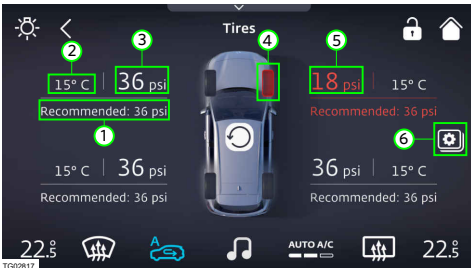 Tires
2
3
4
5
15° C
36 psi
18 psi
15° C
Recommended: 36 psi
Recommended: 36 psi
1
6
15° C
36 psi
36 psi
15° C
Recommended: 36 psi
Recommended: 36 psi
22.5
A
AUTO A/C
22.5
TG02817